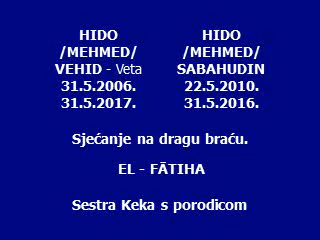 HIDO HIDO
/MEHMED/ /MEHMED/
VEHID - Veta SABAHUDIN
31.5.2006. 22.5.2010.
31.5.2017. 31.5.2016.
Sjećanje na dragu braću.
EL - FĀTIHA
Sestra Keka s porodicom